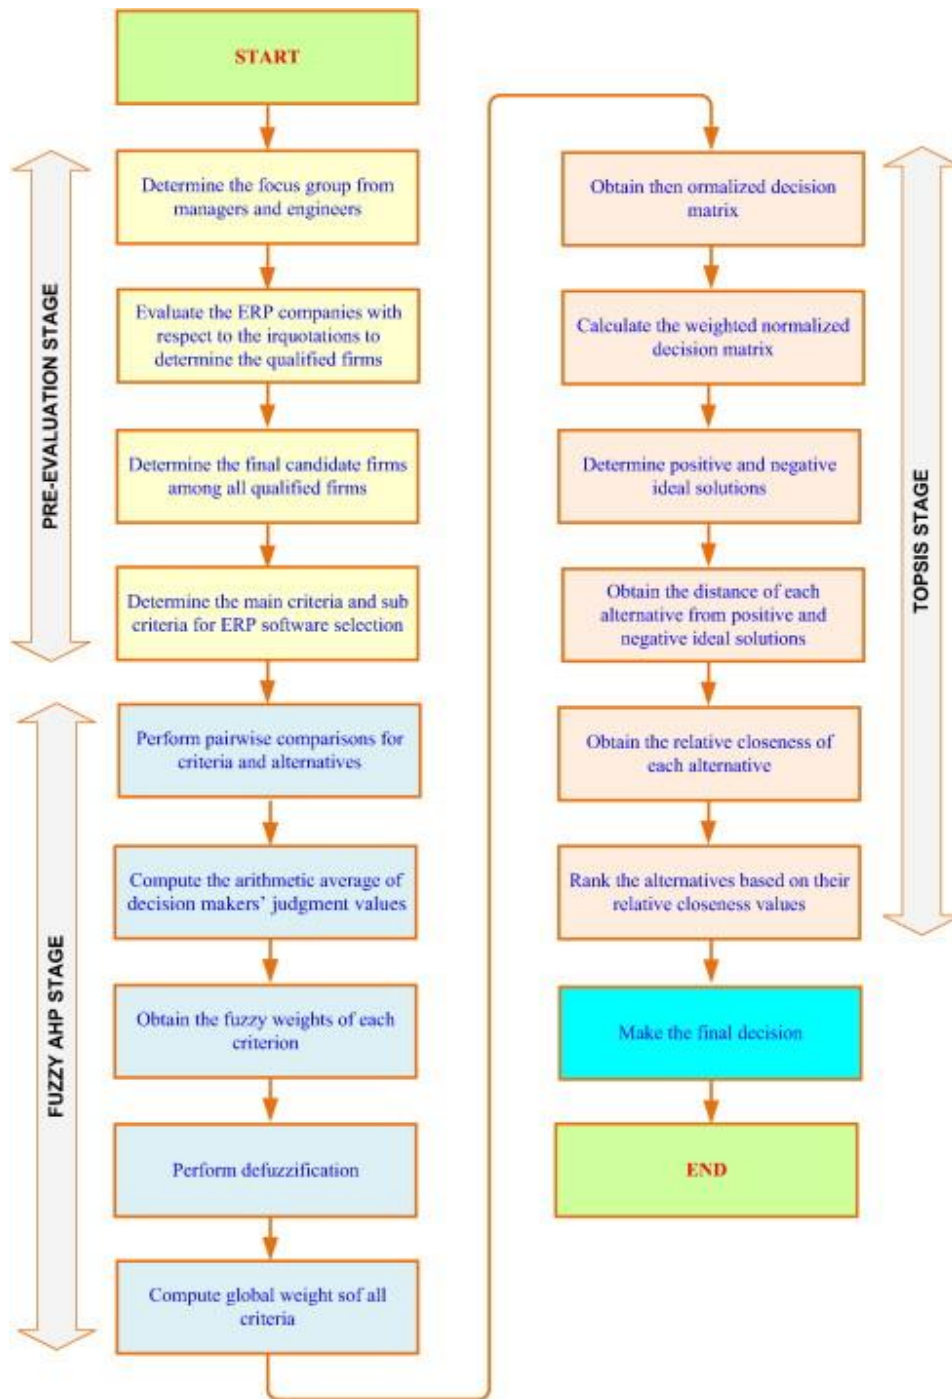 START
PRE-EVALUATION STAGE
Determine the focus group from
managers and engineers
Evaluate the ERP companies with
respect to the irquotations to
determine the qualified firms
Determine the final candidate firms
among all qualified firms
Determine the main criteria and sub
criteria for ERP software selection
FUZZY AHP STAGE
Perform pairwise comparisons for
criteria and alternatives
Compute the arithmetic average of
decision makers' judgment values
Obtain the fuzzy weights of each
criterion
Perform defuzzification
Compute global weight sof all
criteria
TOPSIS STAGE
Obtain then ormalized decision
matrix
Calculate the weighted normalized
decision matrix
Determine positive and negative
ideal solutions
Obtain the distance of each
alternative from positive and
negative ideal solutions
Obtain the relative closeness of
each alternative
Rank the alternatives based on their
relative closeness values
Make the final decision
END